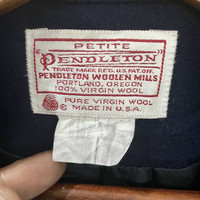 PETITE
"PENDLETON"
TRADE MARK REG. U.S. PAT. OFF.
PENDLETON WOOLEN MILLS
PORTLAND, OREGON
100% VIRGIN WOOL
PURE VIRGIN WOOL
® MADE IN U.S.A.